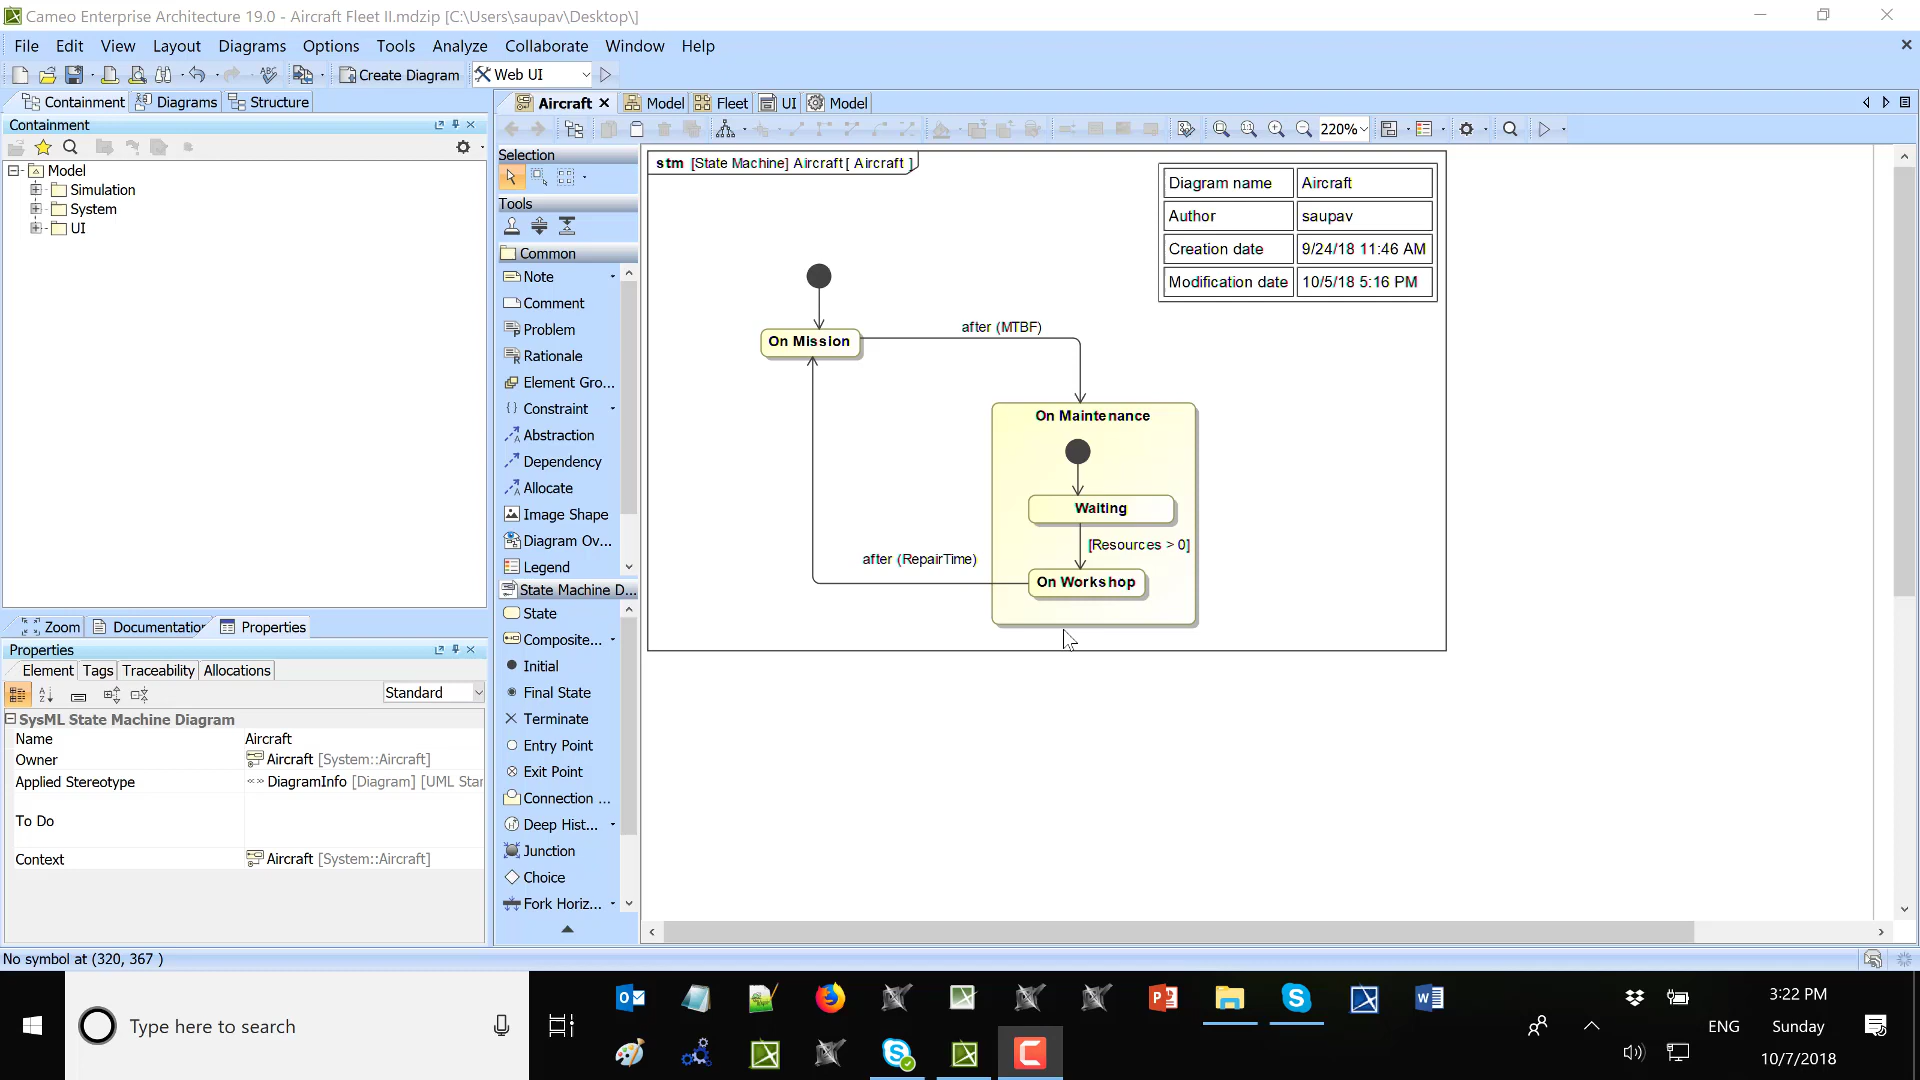 Cameo Enterprise Architecture 19.0 - Aircraft Fleet II.mdzip [C:\Users\saupav\Desktop\]
File Edit View Layout Diagrams Options Tools Analyze Collaborate Window Help
Create Diagram Web UI
Containment Diagrams Structure
Containment
Model
Simulation
System
UI
Zoom Documentation Properties
Properties
Element Tags Traceability Allocations
Standard
SysML State Machine Diagram
Name Aircraft
Owner Aircraft [System::Aircraft]
Applied Stereotype «» DiagramInfo [Diagram] [UML Star
To Do
Context Aircraft [System::Aircraft]
Aircraft Model Fleet UI Model
220%
Selection
Tools
Common
Note
Comment
Problem
Rationale
Element Gro...
{} Constraint
Abstraction
Dependency
Allocate
Image Shape
Diagram Ov...
Legend
State Machine D...
State
Composite...
Initial
Final State
Terminate
Entry Point
Exit Point
Connection ...
Deep Hist...
Junction
Choice
Fork Horiz...
stm [State Machine] Aircraft [ Aircraft ]
Diagram name Aircraft
Author saupav
Creation date 9/24/18 11:46 AM
Modification date 10/5/18 5:16 PM
On Mission
after (MTBF)
On Maintenance
Waiting
[Resources > 0]
after (RepairTime)
On Workshop
No symbol at (320, 367 )
Type here to search
ENG
3:22 PM
Sunday
10/7/2018